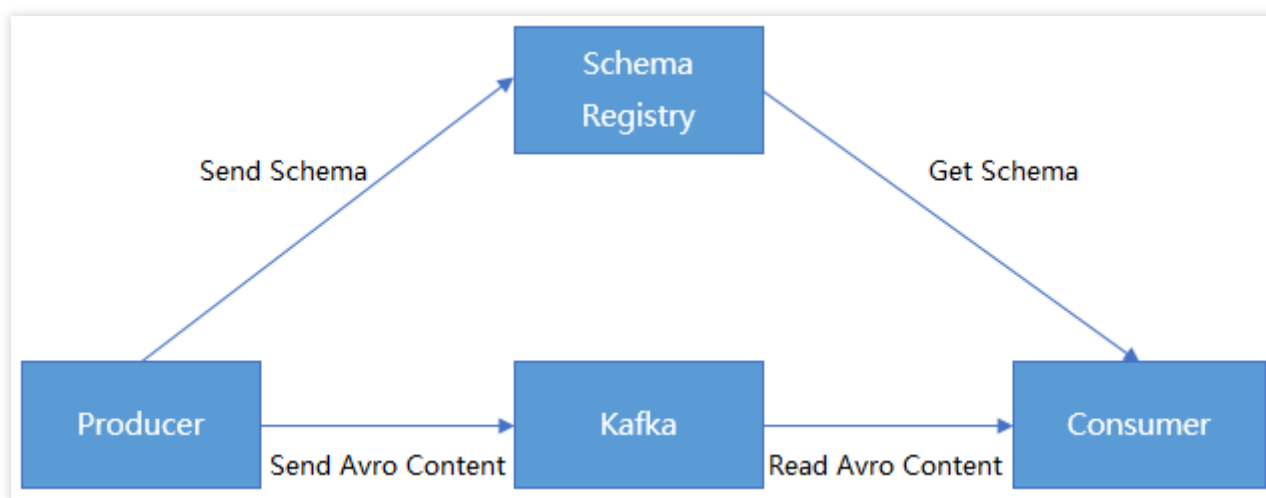 Schema
Registry
Send Schema
Get Schema
Producer
Kafka
Consumer
Send Avro Content
Read Avro Content